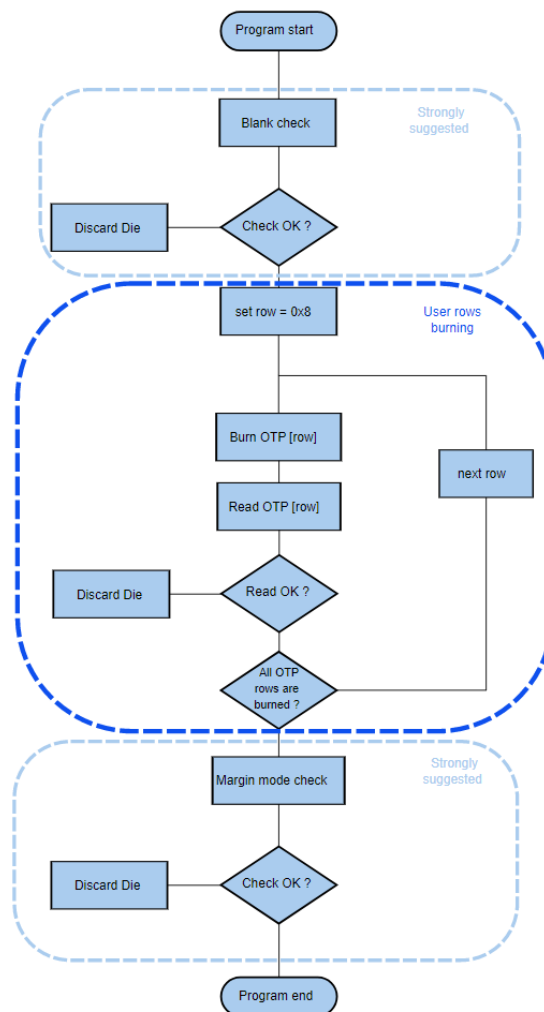 Program start
Strongly
suggested
Blank check
Discard Die
Check OK ?
set row = 0x8
User rows
burning
Burn OTP [row]
next row
Read OTP [row]
Discard Die
Read OK ?
All OTP
rows are
burned ?
Strongly
suggested
Margin mode check
Discard Die
Check OK ?
Program end